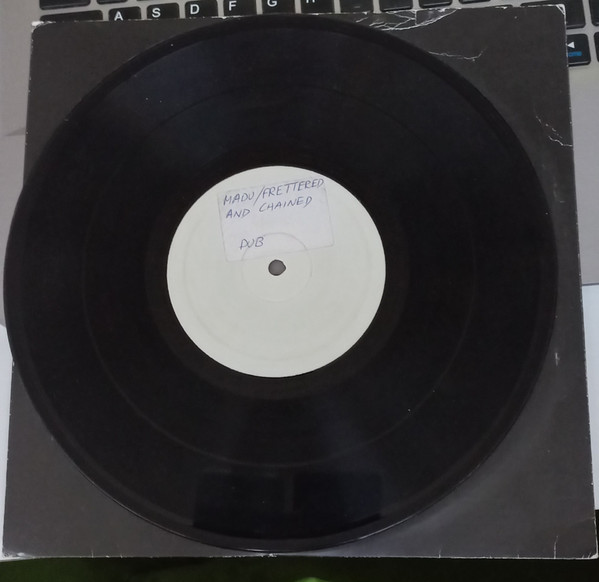 A S D F G H
MADU/FRETTERED
AND CHAINED
DUB